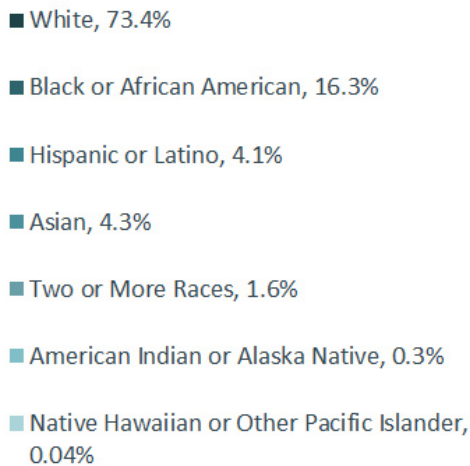 White, 73.4%
Black or African American, 16.3%
Hispanic or Latino, 4.1%
Asian, 4.3%
Two or More Races, 1.6%
American Indian or Alaska Native, 0.3%
Native Hawaiian or Other Pacific Islander,
0.04%